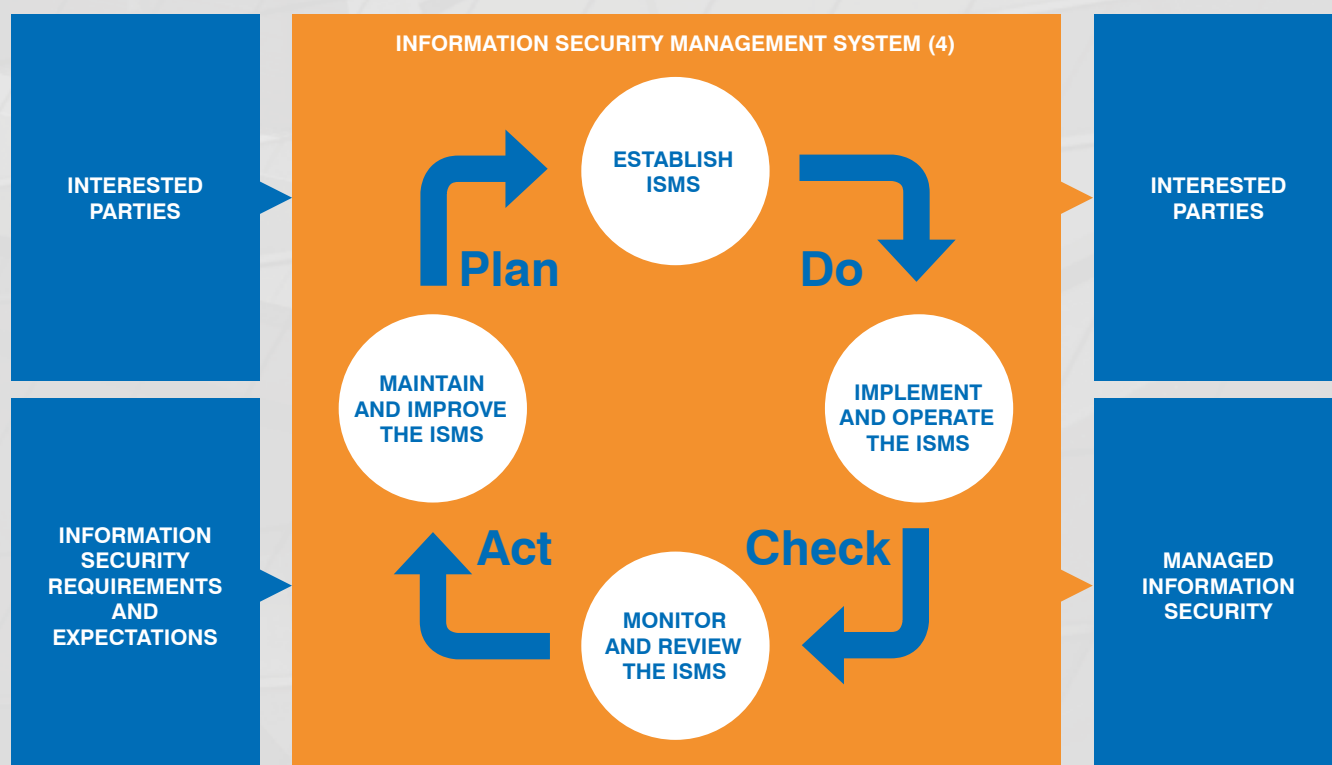 INFORMATION SECURITY MANAGEMENT SYSTEM (4)
INTERESTED
PARTIES
ESTABLISH
ISMS
INTERESTED
PARTIES
Plan
Do
MAINTAIN
AND IMPROVE
THE ISMS
IMPLEMENT
AND OPERATE
THE ISMS
INFORMATION
SECURITY
REQUIREMENTS
AND
EXPECTATIONS
Act
Check
MONITOR
AND REVIEW
THE ISMS
MANAGED
INFORMATION
SECURITY